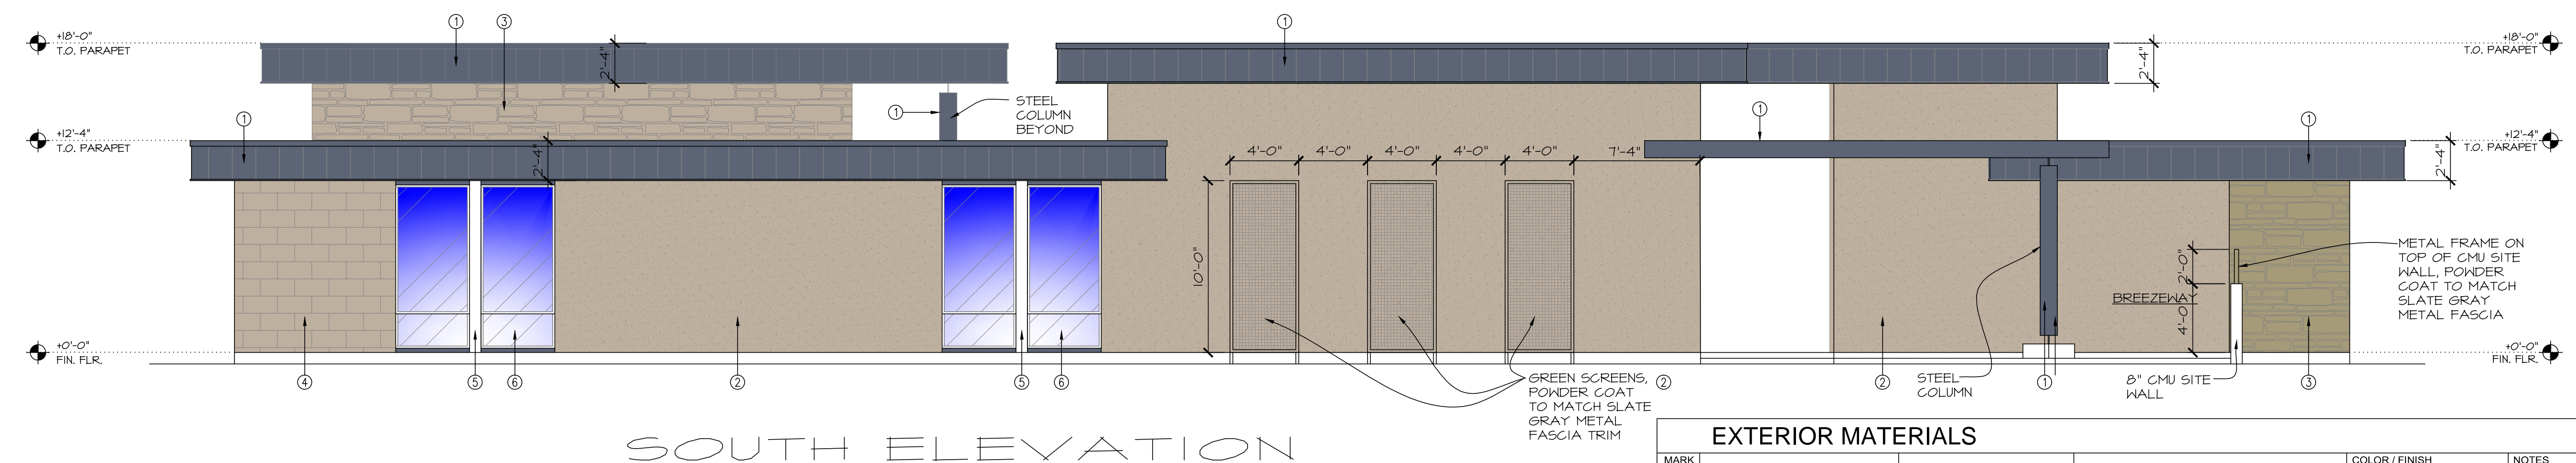 1
3
1
+18'-0"
T.O. PARAPET
2'-4"
+18'-0"
T.O. PARAPET
2'-4"
1
1
STEEL
COLUMN
BEYOND
1
1
+12'-4"
T.O. PARAPET
2'-4"
4'-0" 4'-0" 4'-0" 4'-0" 4'-0" 7'-4"
+12'-4"
T.O. PARAPET
2'-4"
10'-0"
METAL FRAME ON
TOP OF CMU SITE
WALL, POWDER
COAT TO MATCH
SLATE GRAY
METAL FASCIA
2'-0"
BREEZEWAY
4'-0"
+0'-0"
FIN. FLR.
+0'-0"
FIN. FLR.
4
5
6
2
5
6
GREEN SCREENS,
POWDER COAT
TO MATCH SLATE
GRAY METAL
FASCIA TRIM
2
2
STEEL
COLUMN
1
8" CMU SITE
WALL
3
SOUTH ELEVATION
EXTERIOR MATERIALS
MARK
COLOR / FINISH
NOTES